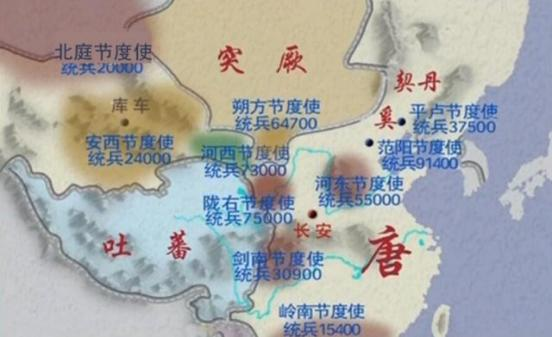 北庭节度使
统兵20000
突厥
契丹
库车
朔方节度使
统兵64700
奚
平卢节度使
统兵37500
安西节度使
统兵24000
河西节度使
统兵73000
范阳节度使
统兵91400
河东节度使
统兵55000
陇右节度使
统兵75000
长安
吐蕃
唐
剑南节度使
统兵30900
岭南节度使
统兵15400